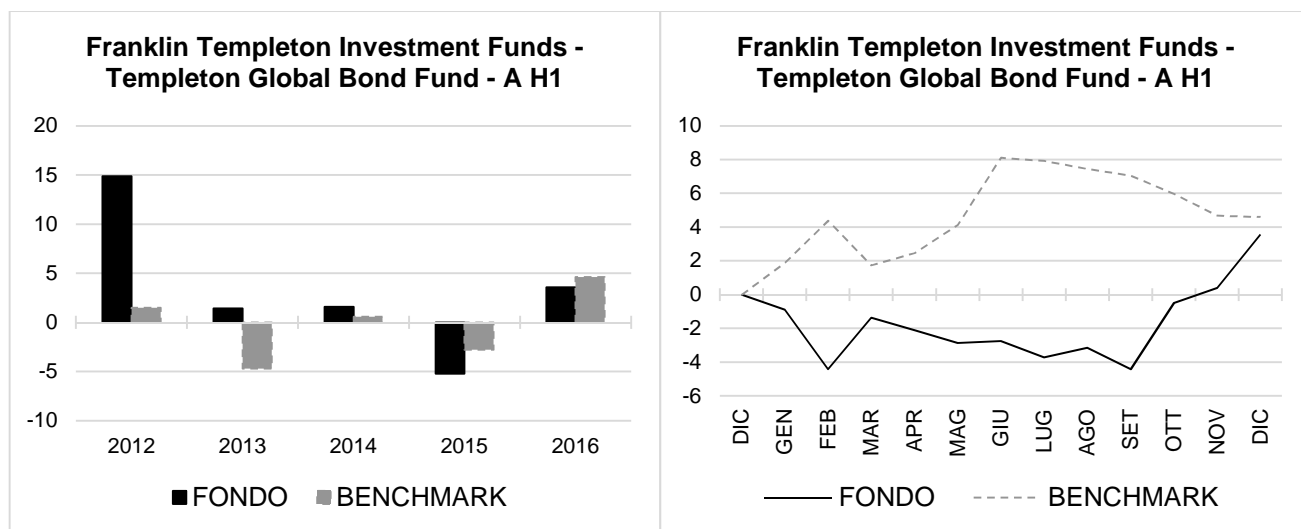 Franklin Templeton Investment Funds -
Templeton Global Bond Fund - A H1
20
15
10
5
0
-5
-10
2012 2013 2014 2015 2016
FONDO BENCHMARK
Franklin Templeton Investment Funds -
Templeton Global Bond Fund - A H1
10
8
6
4
2
0
-2
-4
-6
DIC GEN FEB MAR APR MAG GIU LUG AGO SET OTT NOV DIC
FONDO BENCHMARK